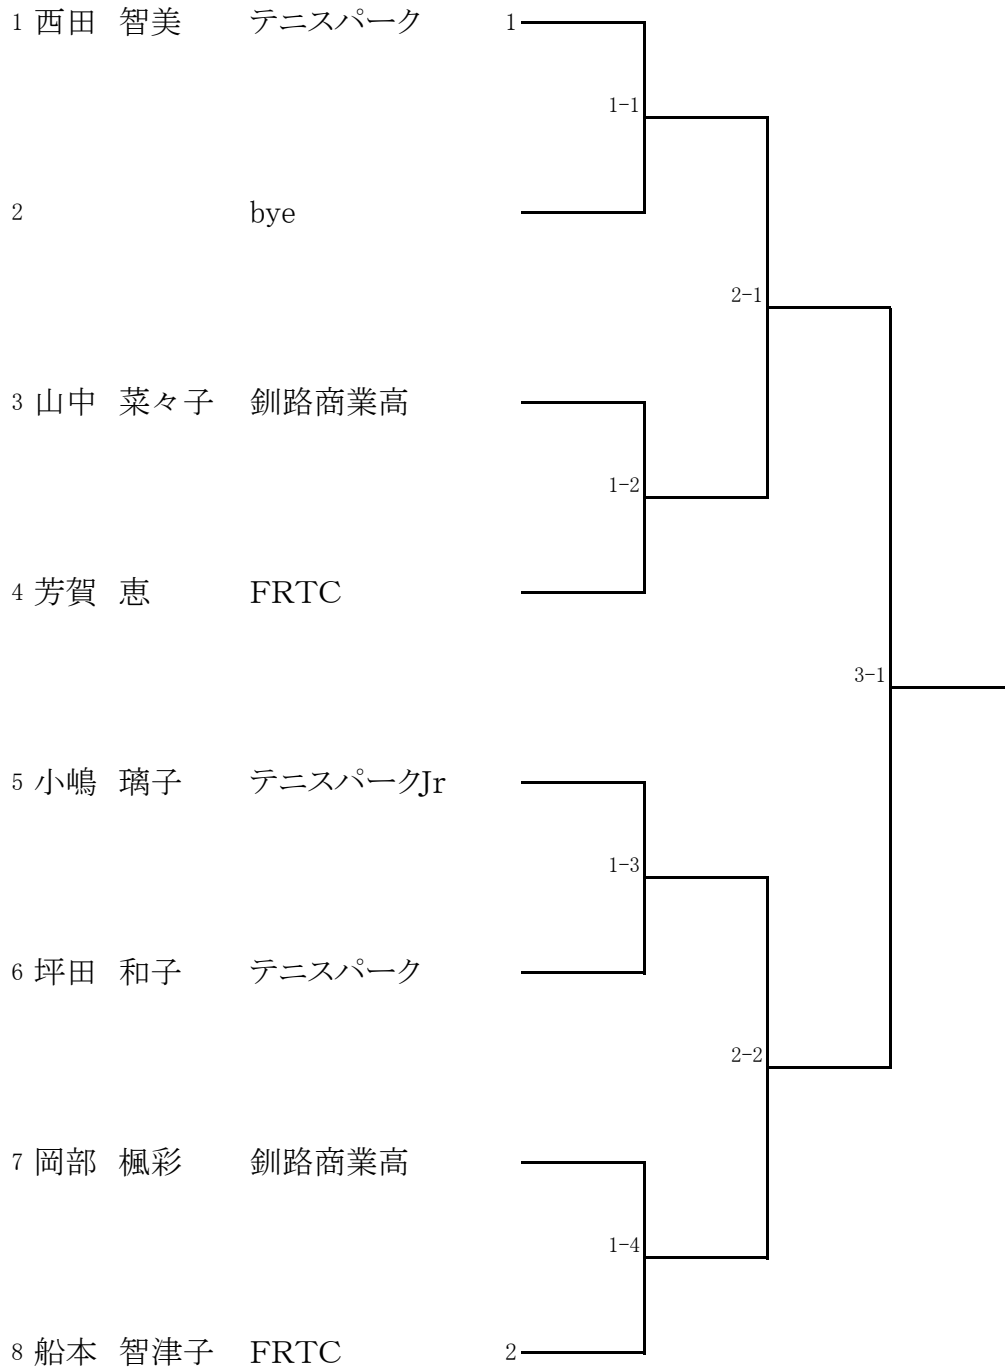 1 西田 智美 テニスパーク 1
1-1
2 bye
2-1
3 山中 菜々子 釧路商業高
1-2
4 芳賀 恵 FRTC
3-1
5 小嶋 璃子 テニスパークJr
1-3
6 坪田 和子 テニスパーク
2-2
7 岡部 楓彩 釧路商業高
1-4
8 船本 智津子 FRTC 2